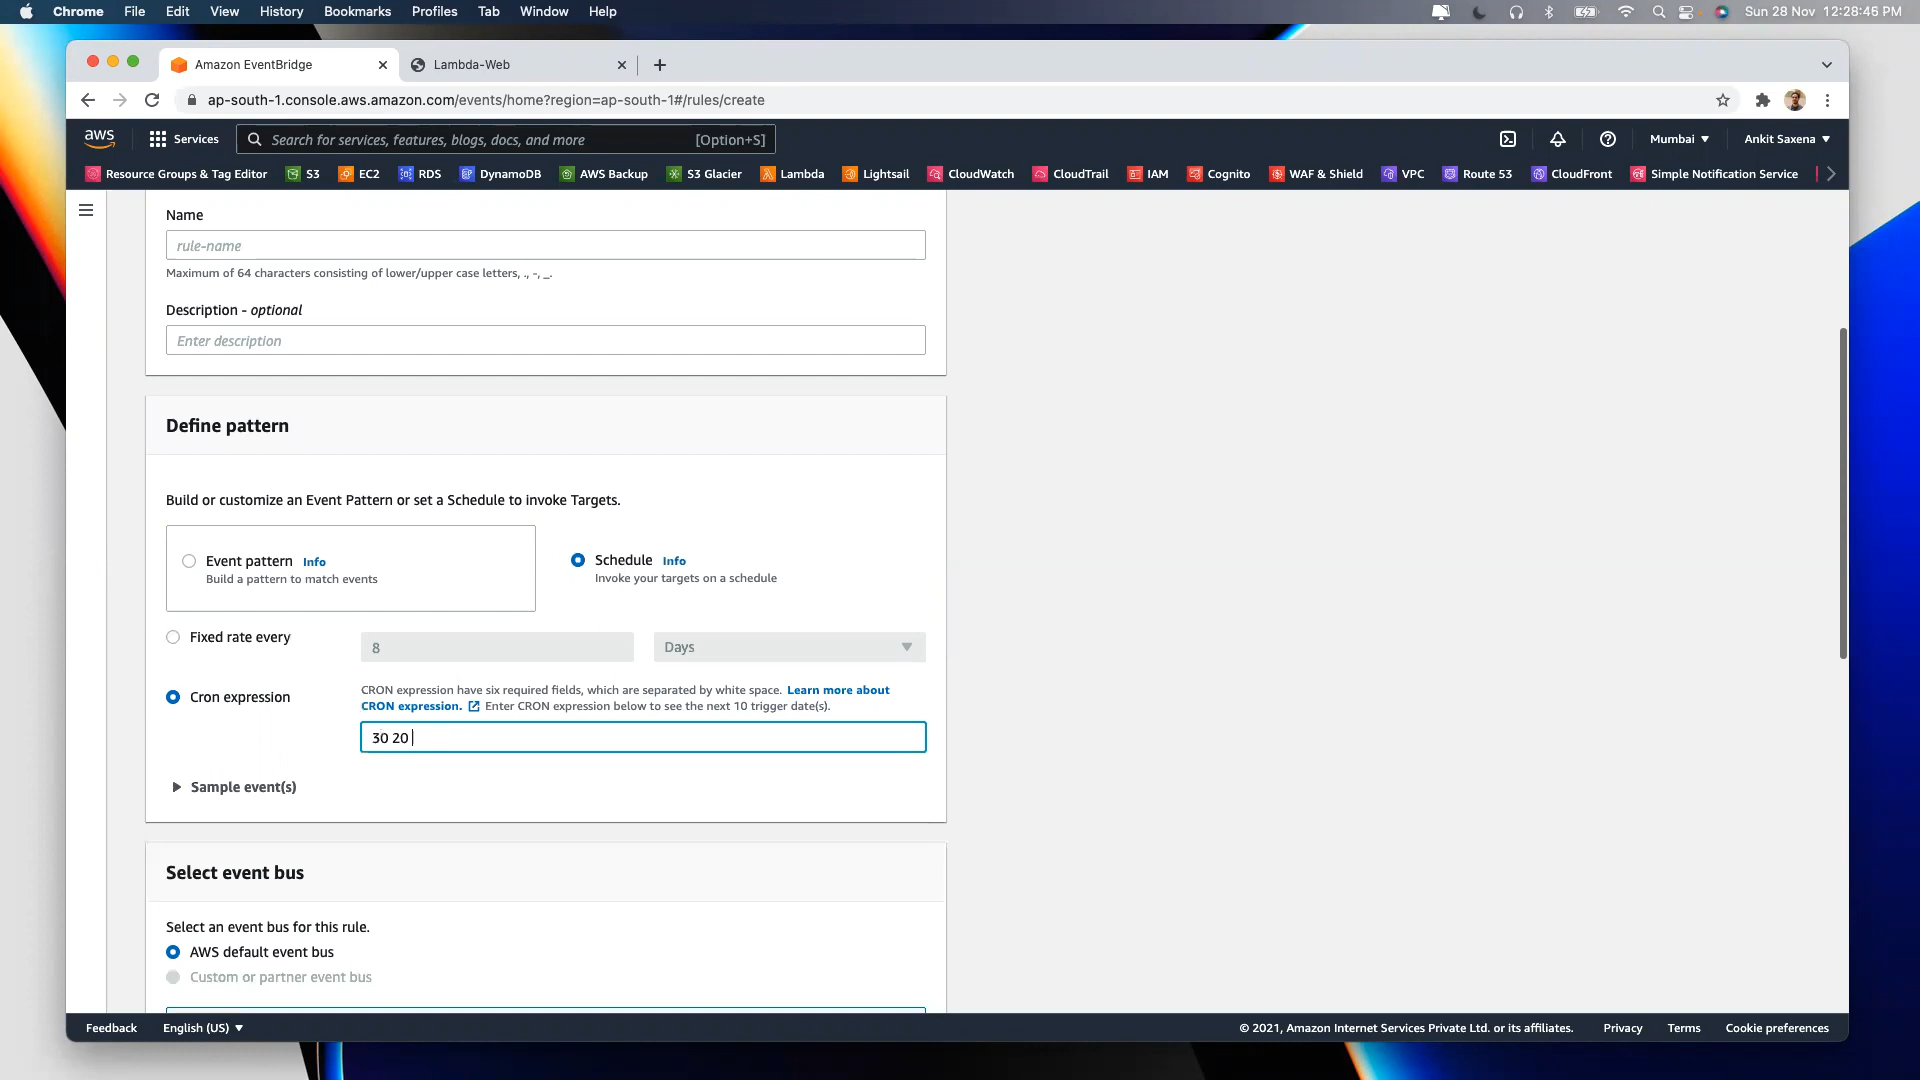 Chrome File Edit View History Bookmarks Profiles Tab Window Help Sun 28 Nov 12:28:46 PM
Amazon EventBridge Lambda-Web
ap-south-1.console.aws.amazon.com/events/home?region=ap-south-1#/rules/create
aws Services Search for services, features, blogs, docs, and more [Option+S] Mumbai Ankit Saxena
Resource Groups & Tag Editor S3 EC2 RDS DynamoDB AWS Backup S3 Glacier Lambda Lightsail CloudWatch CloudTrail IAM Cognito WAF & Shield VPC Route 53 CloudFront Simple Notification Service
Name
rule-name
Maximum of 64 characters consisting of lower/upper case letters, ., -, _.
Description - optional
Enter description
Define pattern
Build or customize an Event Pattern or set a Schedule to invoke Targets.
Event pattern Info Schedule Info
Build a pattern to match events Invoke your targets on a schedule
Fixed rate every 8 Days
CRON expression have six required fields, which are separated by white space. Learn more about
Cron expression CRON expression. Enter CRON expression below to see the next 10 trigger date(s).
30 20
Sample event(s)
Select event bus
Select an event bus for this rule.
AWS default event bus
Custom or partner event bus
Feedback English (US) © 2021, Amazon Internet Services Private Ltd. or its affiliates. Privacy Terms Cookie preferences